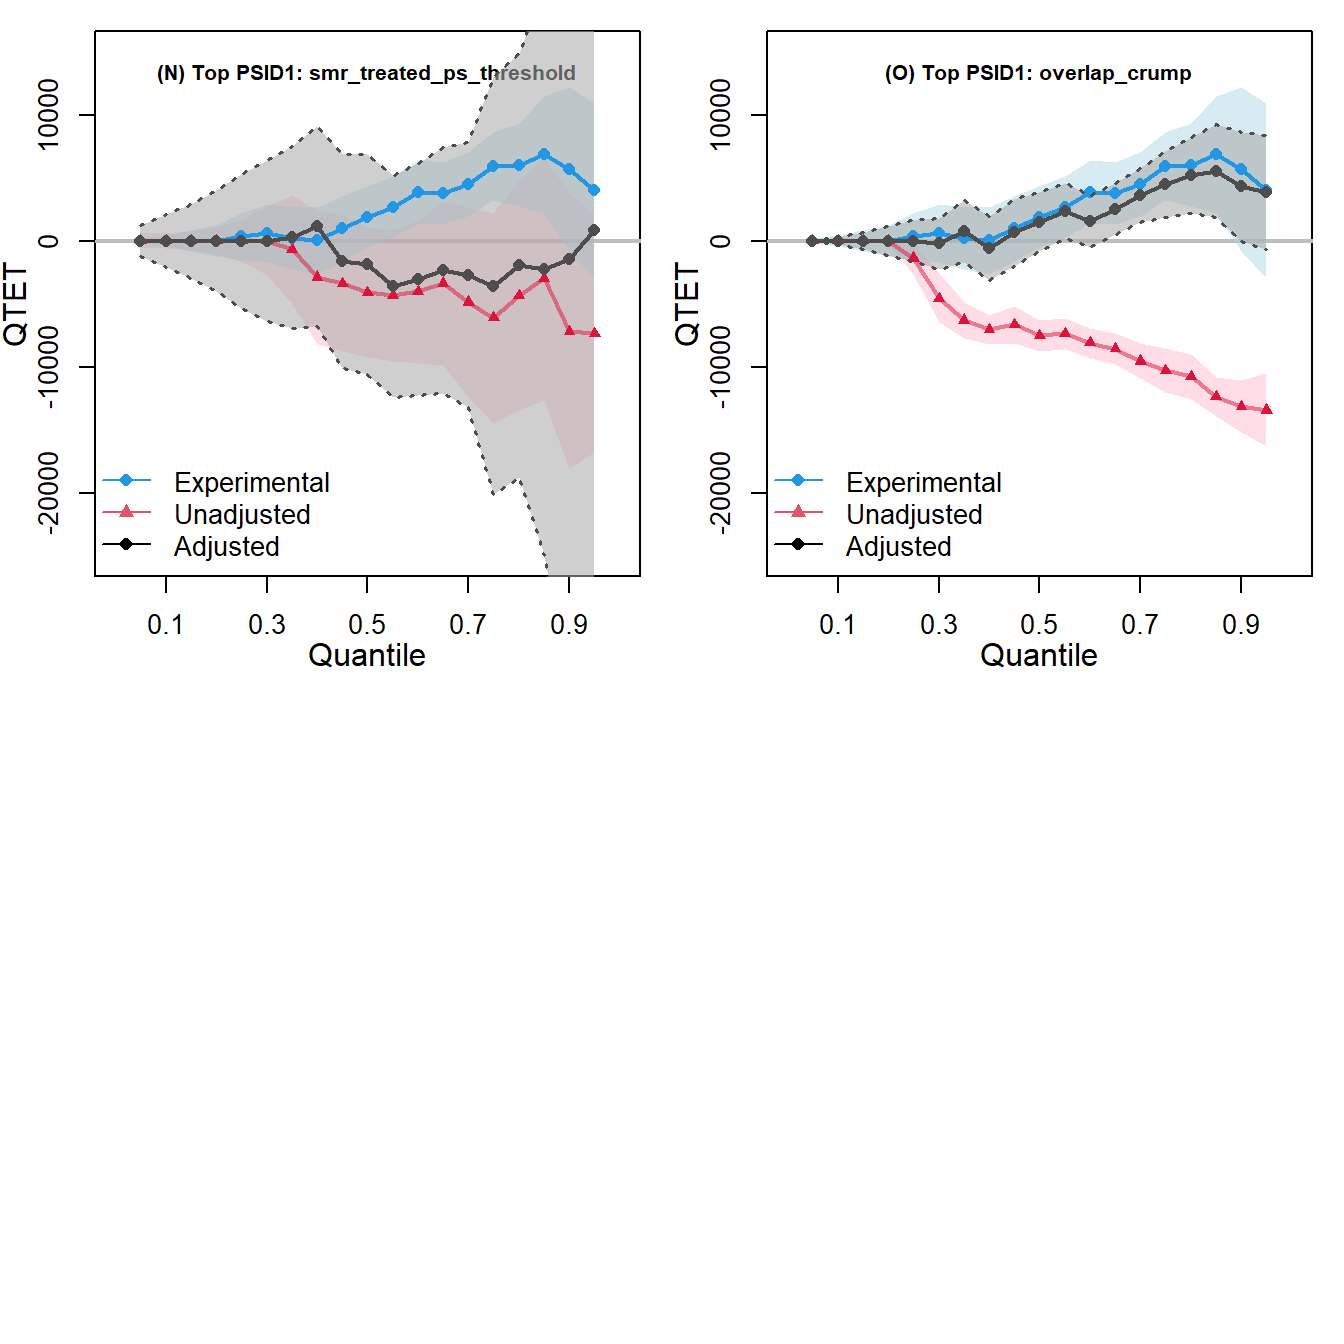 (N) Top PSID1: smr_treated_ps_threshold
QTET
10000
0
-10000
-20000
Experimental
Unadjusted
Adjusted
0.1 0.3 0.5 0.7 0.9
Quantile
(O) Top PSID1: overlap_crump
QTET
10000
0
-10000
-20000
Experimental
Unadjusted
Adjusted
0.1 0.3 0.5 0.7 0.9
Quantile